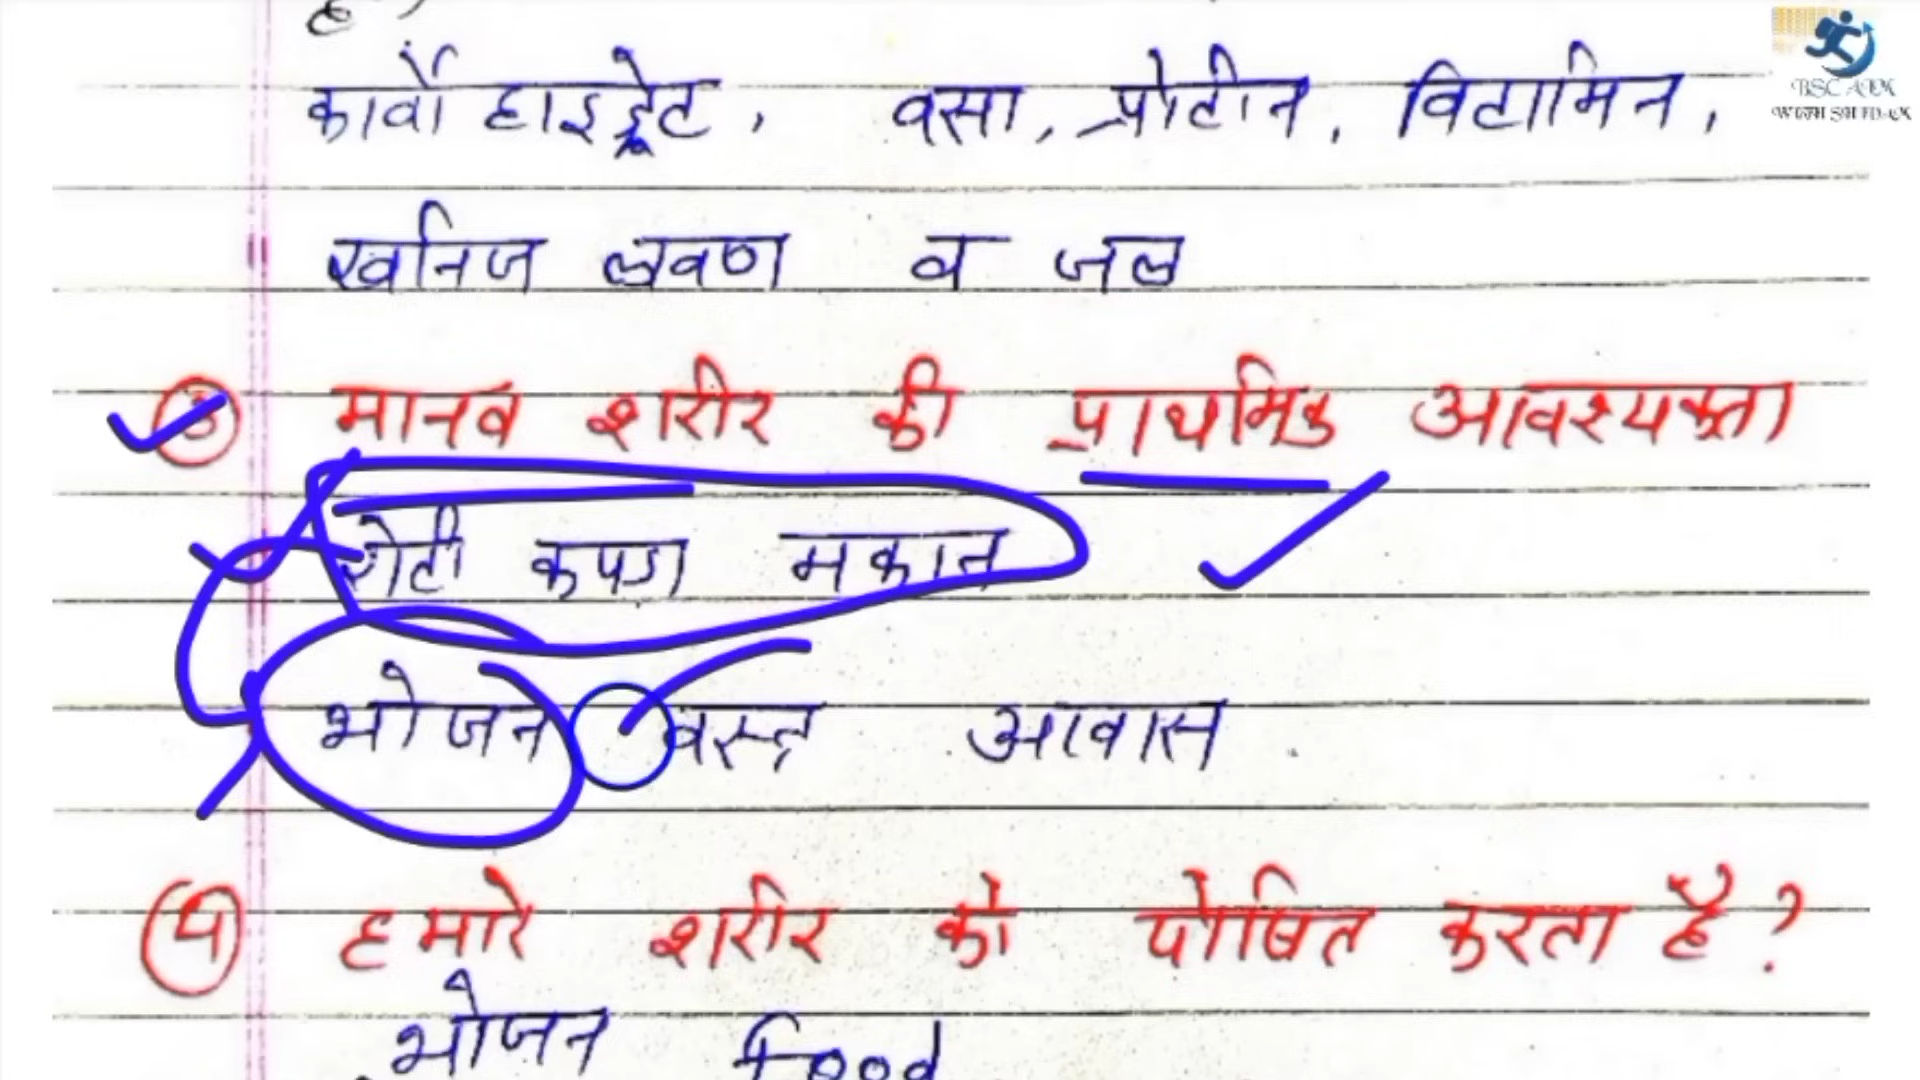 है
कार्वो हाइड्रेट, वसा, प्रोटीन, विटामिन,
खनिज लवण व जल
③ मानव शरीर की प्राथमिक आवश्यक्ता
रोटी कपडा मकान
भोजन वस्त्र आवास
④ हमारे शरीर को पोषित करता है?
भोजन food